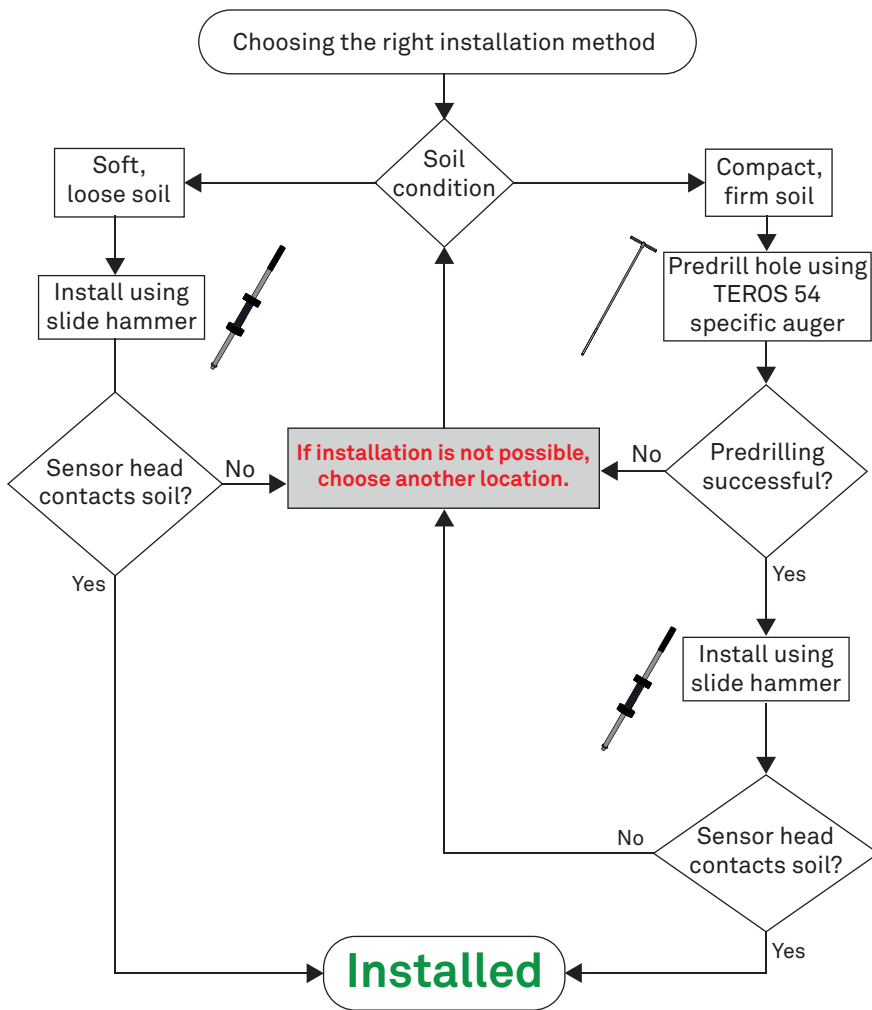 Choosing the right installation method
Soil
condition
Soft,
loose soil
Compact,
firm soil
Install using
slide hammer
Predrill hole using
TEROS 54
specific auger
Sensor head
contacts soil?
No
If installation is not possible,
choose another location.
No
Predrilling
successful?
Yes
Yes
Install using
slide hammer
No
Sensor head
contacts soil?
Yes
Installed